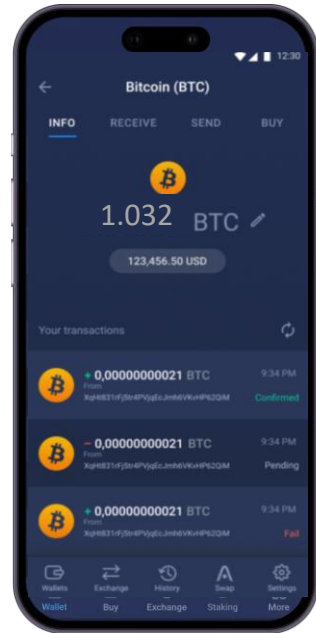 12:30
Bitcoin (BTC)
INFO RECEIVE SEND BUY
1.032 BTC
123,456.50 USD
Your transactions
+ 0,00000000021 BTC 9:34 PM
From
Confirmed
− 0,00000000021 BTC 9:34 PM
From
Pending
+ 0,00000000021 BTC 9:34 PM
From
Fail
Wallets Exchange History Swap Settings
Wallet Buy Exchange Staking More